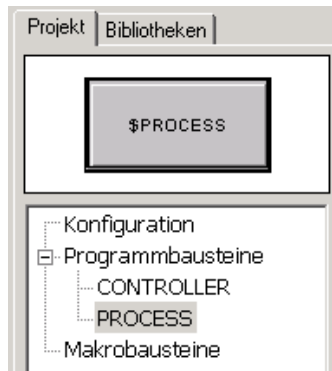 Projekt Bibliotheken
$PROCESS
Konfiguration
Programmbausteine
CONTROLLER
PROCESS
Makrobausteine